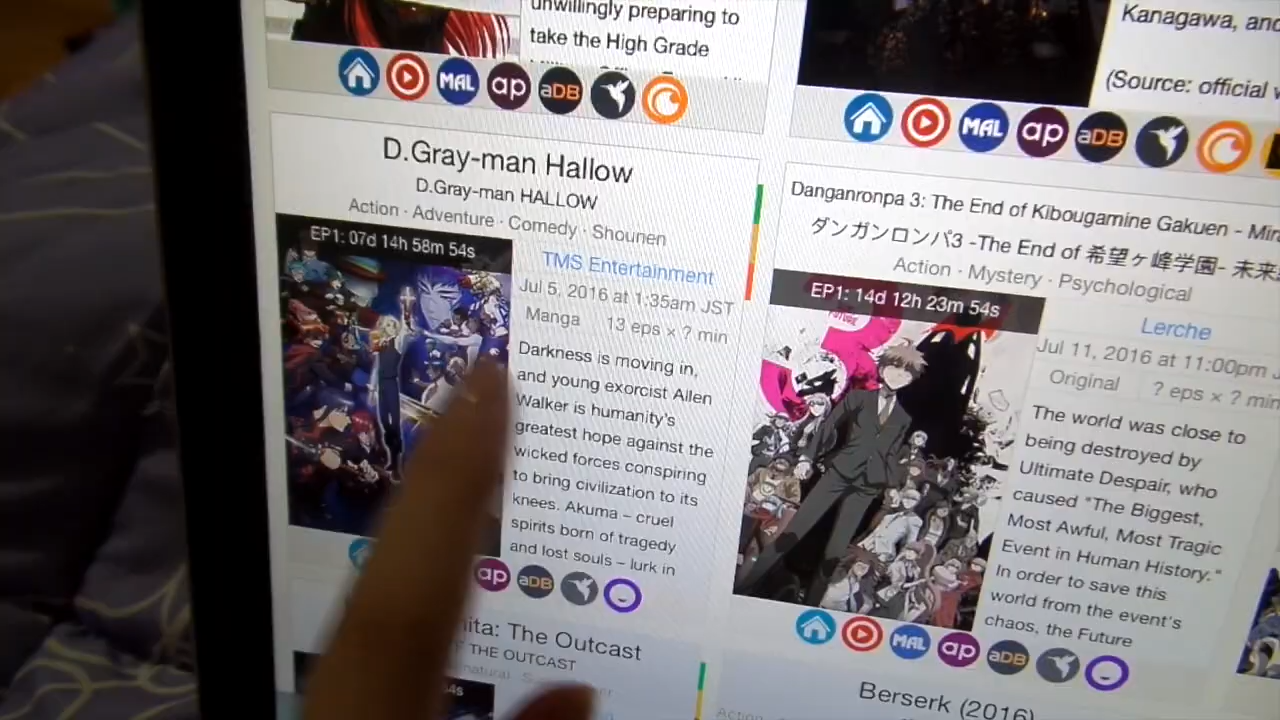 unwillingly preparing to
take the High Grade
MAL
ap
aDB
Kanagawa, and
(Source: official
MAL
ap
aDB
D.Gray-man Hallow
D.Gray-man HALLOW
Action · Adventure · Comedy · Shounen
EP1: 07d 14h 58m 54s
TMS Entertainment
Jul 5, 2016 at 1:35am JST
Manga 13 eps × ? min
Darkness is moving in,
and young exorcist Allen
Walker is humanity's
greatest hope against the
wicked forces conspiring
to bring civilization to its
knees. Akuma – cruel
spirits born of tragedy
and lost souls – lurk in
ap
aDB
Danganronpa 3: The End of Kibougamine Gakuen - Mir
ダンガンロンパ3 -The End of 希望ヶ峰学園- 未来
Action · Mystery · Psychological
EP1: 14d 12h 23m 54s
FUTURE
Lerche
Jul 11, 2016 at 11:00pm J
Original ? eps × ? min
The world was close to
being destroyed by
Ultimate Despair, who
caused "The Biggest,
Most Awful, Most Tragic
Event in Human History."
In order to save this
world from the event's
chaos, the Future
MAL
ap
aDB
nita: The Outcast
THE OUTCAST
natural
4s
Berserk (2016)
Action